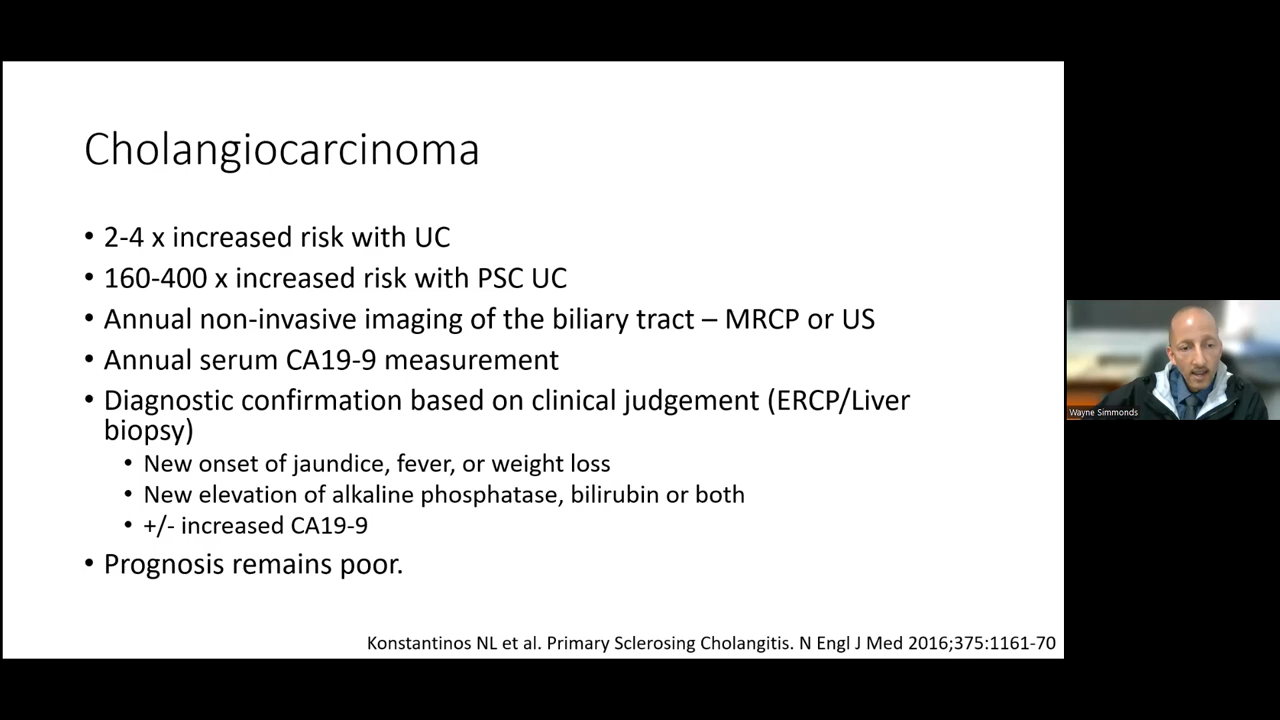 Cholangiocarcinoma
• 2-4 x increased risk with UC
• 160-400 x increased risk with PSC UC
• Annual non-invasive imaging of the biliary tract – MRCP or US
• Annual serum CA19-9 measurement
• Diagnostic confirmation based on clinical judgement (ERCP/Liver
biopsy)
• New onset of jaundice, fever, or weight loss
• New elevation of alkaline phosphatase, bilirubin or both
• +/- increased CA19-9
• Prognosis remains poor.
Konstantinos NL et al. Primary Sclerosing Cholangitis. N Engl J Med 2016;375:1161-70
Wayne Simmonds